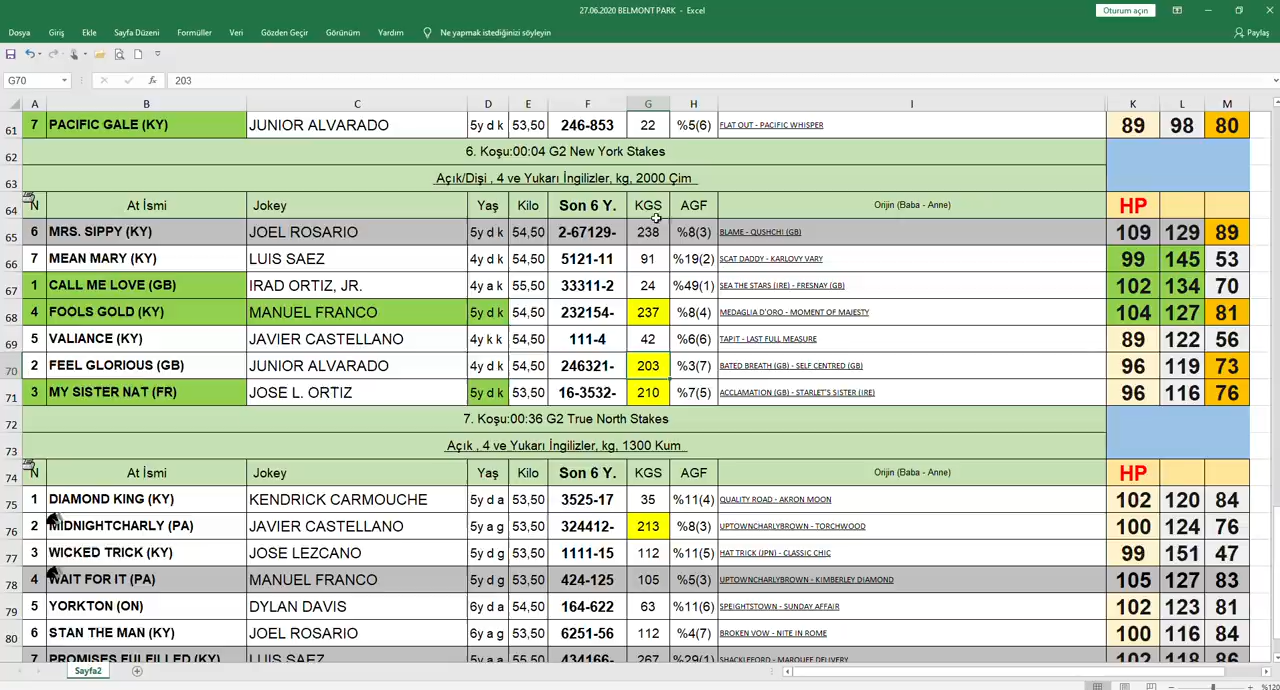 27.06.2020 BELMONT PARK - Excel
Oturum açın
Dosya Giriş Ekle Sayfa Düzeni Formüller Veri Gözden Geçir Görünüm Yardım Ne yapmak istediğinizi söyleyin Paylaş
G70 fx 203
A B C D E F G H I K L M
61 7 PACIFIC GALE (KY) JUNIOR ALVARADO 5y d k 53,50 246-853 22 %5(6) FLAT OUT - PACIFIC WHISPER 89 98 80
62 6. Koşu:00:04 G2 New York Stakes
63 Açık/Dişi , 4 ve Yukarı İngilizler, kg, 2000 Çim
64 N At İsmi Jokey Yaş Kilo Son 6 Y. KGS AGF Orijin (Baba - Anne) HP
65 6 MRS. SIPPY (KY) JOEL ROSARIO 5y d k 54,50 2-67129- 238 %8(3) BLAME - QUSHCHI (GB) 109 129 89
66 7 MEAN MARY (KY) LUIS SAEZ 4y d k 54,50 5121-11 91 %19(2) SCAT DADDY - KARLOVY VARY 99 145 53
67 1 CALL ME LOVE (GB) IRAD ORTIZ, JR. 4y a k 55,50 33311-2 24 %49(1) SEA THE STARS (IRE) - FRESNAY (GB) 102 134 70
68 4 FOOLS GOLD (KY) MANUEL FRANCO 5y d k 54,50 232154- 237 %8(4) MEDAGLIA D'ORO - MOMENT OF MAJESTY 104 127 81
69 5 VALIANCE (KY) JAVIER CASTELLANO 4y k k 54,50 111-4 42 %6(6) TAPIT - LAST FULL MEASURE 89 122 56
70 2 FEEL GLORIOUS (GB) JUNIOR ALVARADO 4y d k 54,50 246321- 203 %3(7) BATED BREATH (GB) - SELF CENTRED (GB) 96 119 73
71 3 MY SISTER NAT (FR) JOSE L. ORTIZ 5y d k 54,50 16-3532- 210 %7(5) ACCLAMATION (GB) - STARLET'S SISTER (IRE) 96 116 76
72 7. Koşu:00:36 G2 True North Stakes
73 Açık , 4 ve Yukarı İngilizler, kg, 1300 Kum
74 N At İsmi Jokey Yaş Kilo Son 6 Y. KGS AGF Orijin (Baba - Anne) HP
75 1 DIAMOND KING (KY) KENDRICK CARMOUCHE 5y d a 53,50 3525-17 35 %11(4) QUALITY ROAD - AKRON MOON 102 120 84
76 2 MIDNIGHTCHARLY (PA) JAVIER CASTELLANO 5y a g 53,50 324412- 213 %8(3) UPTOWNCHARLYBROWN - TORCHWOOD 100 124 76
77 3 WICKED TRICK (KY) JOSE LEZCANO 5y d g 53,50 1111-15 112 %11(5) HAT TRICK (JPN) - CLASSIC CHIC 99 151 47
78 4 WAIT FOR IT (PA) MANUEL FRANCO 5y d g 53,50 424-125 105 %5(3) UPTOWNCHARLYBROWN - KIMBERLEY DIAMOND 105 127 83
79 5 YORKTON (ON) DYLAN DAVIS 6y d a 54,50 164-622 63 %11(6) SPEIGHTSTOWN - SUNDAY AFFAIR 102 123 81
80 6 STAN THE MAN (KY) JOEL ROSARIO 6y a g 53,50 6251-56 112 %4(7) BROKEN VOW - NITE IN ROME 100 116 84
7 PROMISES FULFILLED (KY) LUIS SAEZ 5y a a 55,50 434166- 267 %29(1) SHACKLEFORD - MARQUEE DELIVERY 102 118 86
Sayfa2
%120